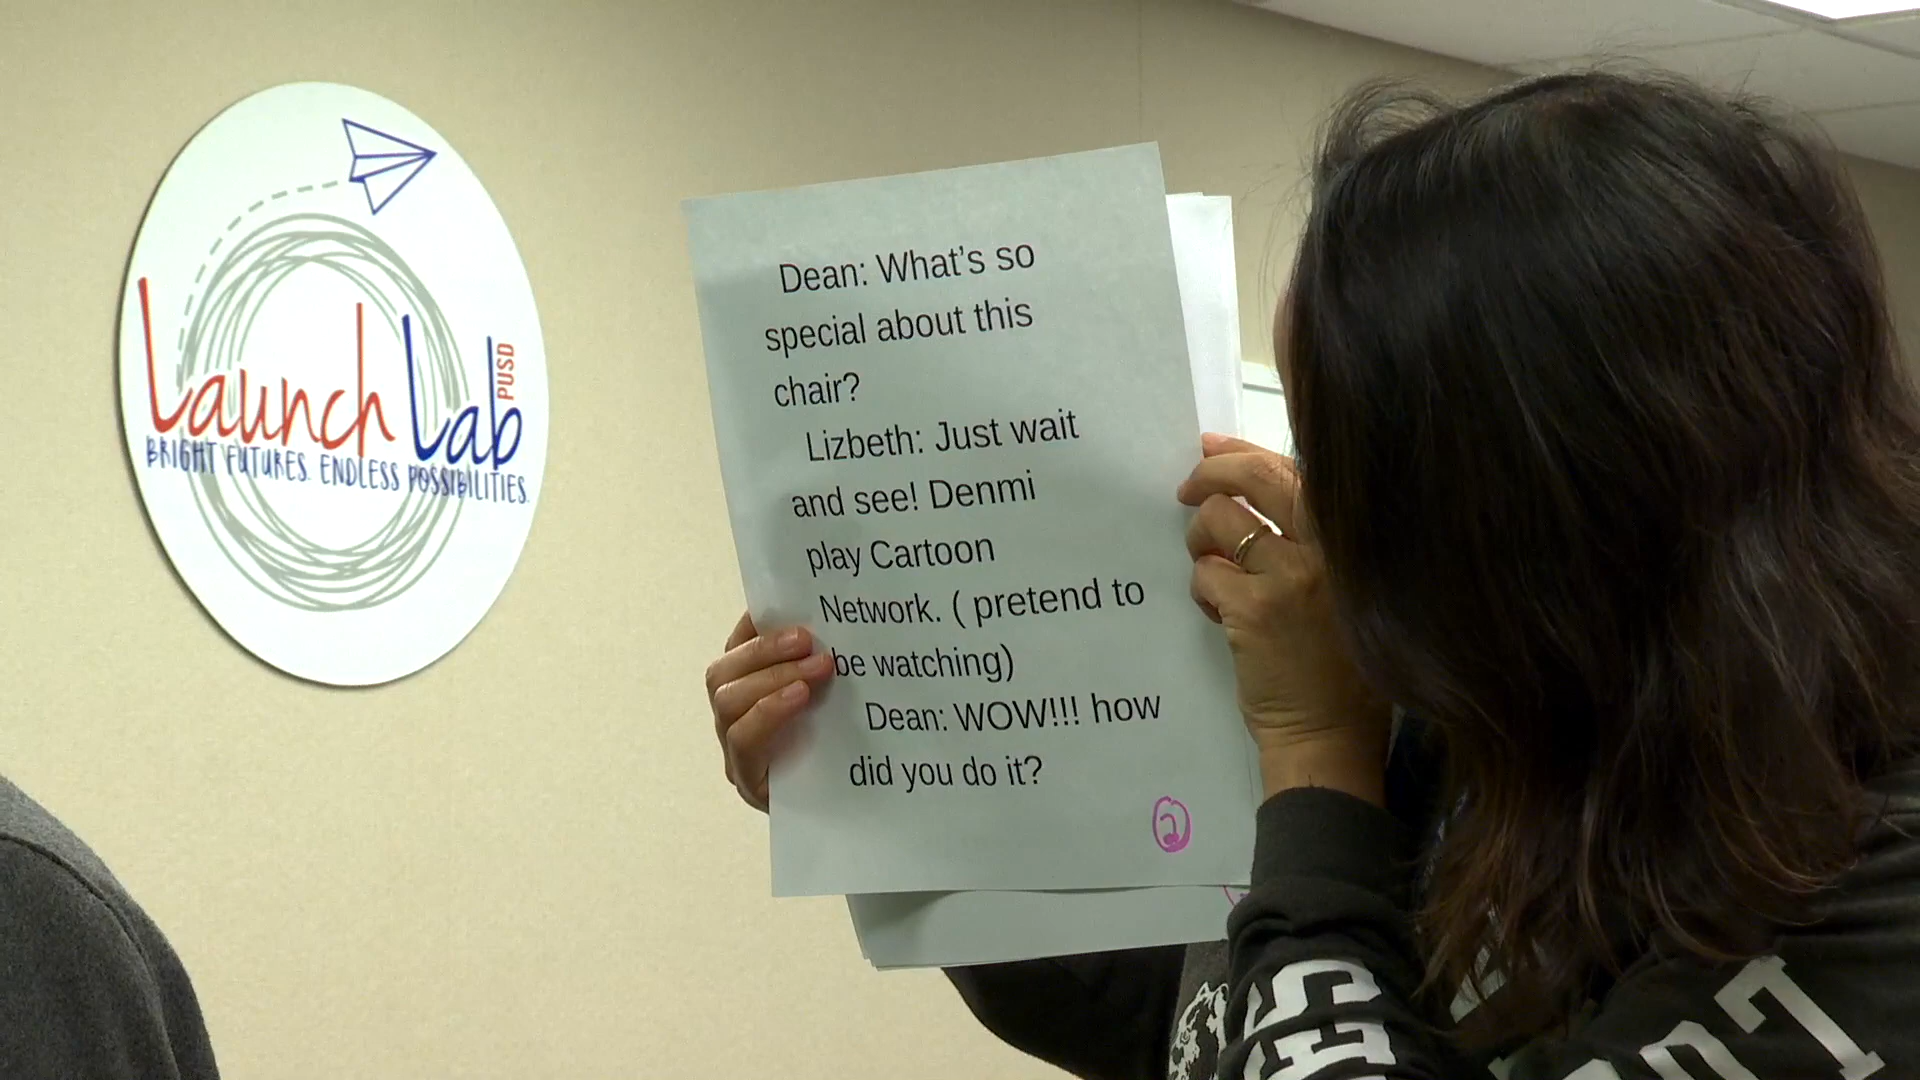 Launch Lab
PUSD
BRIGHT FUTURES. ENDLESS POSSIBILITIES.
Dean: What's so
special about this
chair?
Lizbeth: Just wait
and see! Denmi
play Cartoon
Network. ( pretend to
be watching)
Dean: WOW!!! how
did you do it?
2